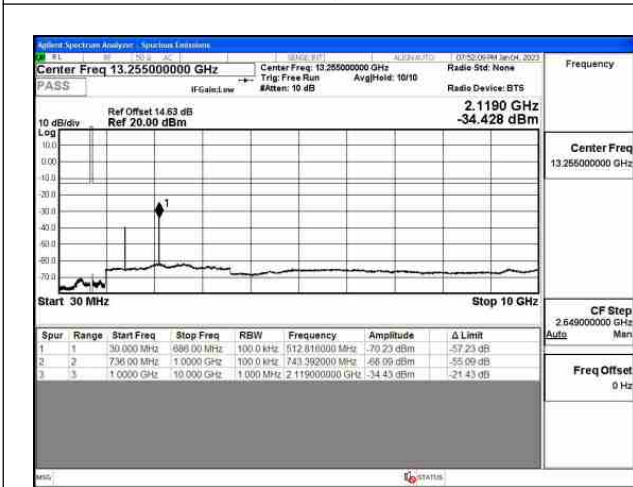 Agilent Spectrum Analyzer - Spurious Emissions
RL RF 50 Ω AC SENSE:INT ALIGN AUTO 07:52:09 PM Jan 04, 2023
Center Freq 13.255000000 GHz
Center Freq: 13.255000000 GHz
Radio Std: None
PASS
IFGain:Low
Trig: Free Run
Avg|Hold: 10/10
#Atten: 10 dB
Radio Device: BTS
Ref Offset 14.63 dB
2.1190 GHz
10 dB/div
Ref 20.00 dBm
-34.428 dBm
Log
10.0
0.00
-10.0
-20.0
-30.0
-40.0
-50.0
-60.0
-70.0
1
Start 30 MHz
Stop 10 GHz
Spur Range Start Freq Stop Freq RBW Frequency Amplitude Δ Limit
1 1 30.000 MHz 686.00 MHz 100.0 kHz 512.816000 MHz -70.23 dBm -57.23 dB
2 2 736.00 MHz 1.0000 GHz 100.0 kHz 743.392000 MHz -68.09 dBm -55.09 dB
3 3 1.0000 GHz 10.000 GHz 1.000 MHz 2.119000000 GHz -34.43 dBm -21.43 dB
MSG
STATUS
Frequency
Center Freq
13.255000000 GHz
CF Step
2.649000000 GHz
Auto Man
Freq Offset
0 Hz